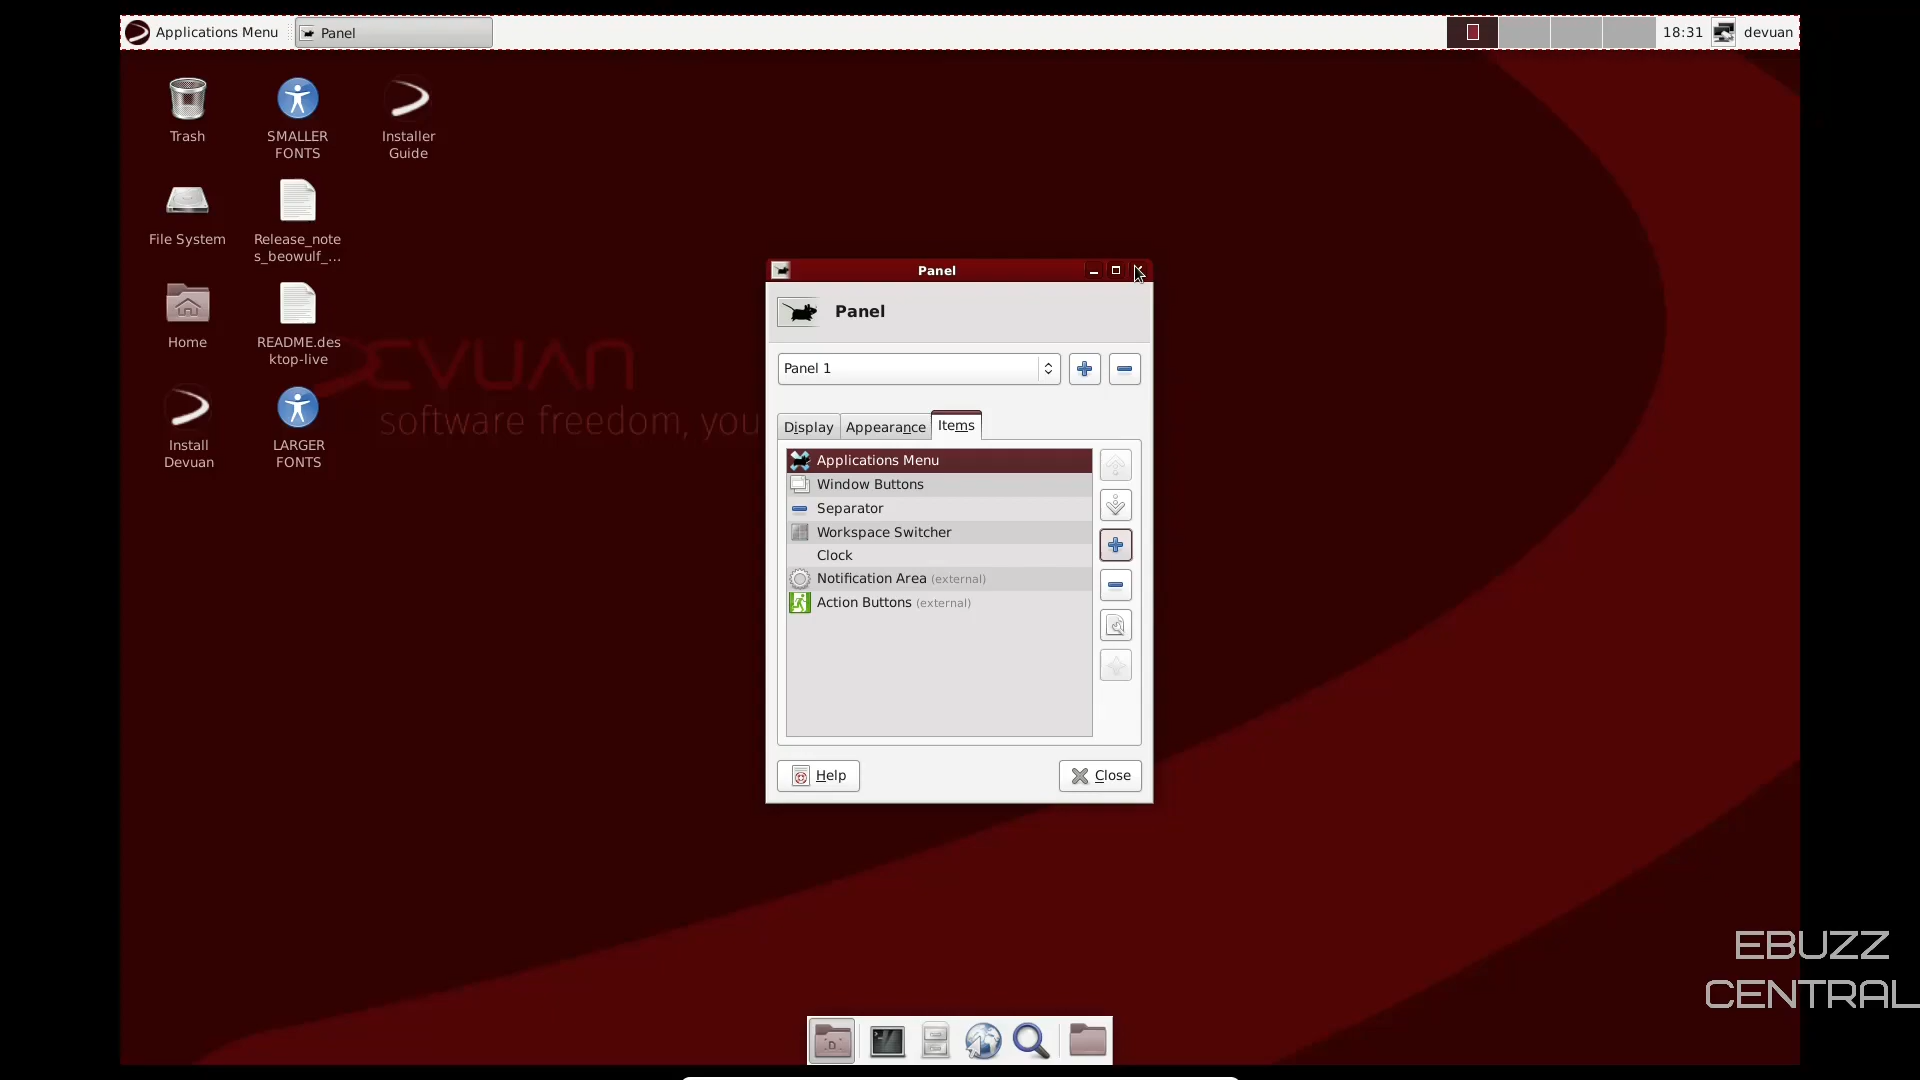 Applications Menu
Panel
18:31
devuan
Trash
SMALLER
FONTS
Installer
Guide
File System
Release_note
s_beowulf_...
Home
README.des
ktop-live
Install
Devuan
LARGER
FONTS
DEVUAN
software freedom, you
Panel
Panel
Panel 1
Display
Appearance
Items
Applications Menu
Window Buttons
Separator
Workspace Switcher
Clock
Notification Area (external)
Action Buttons (external)
Help
Close
D
EBUZZ
CENTRAL